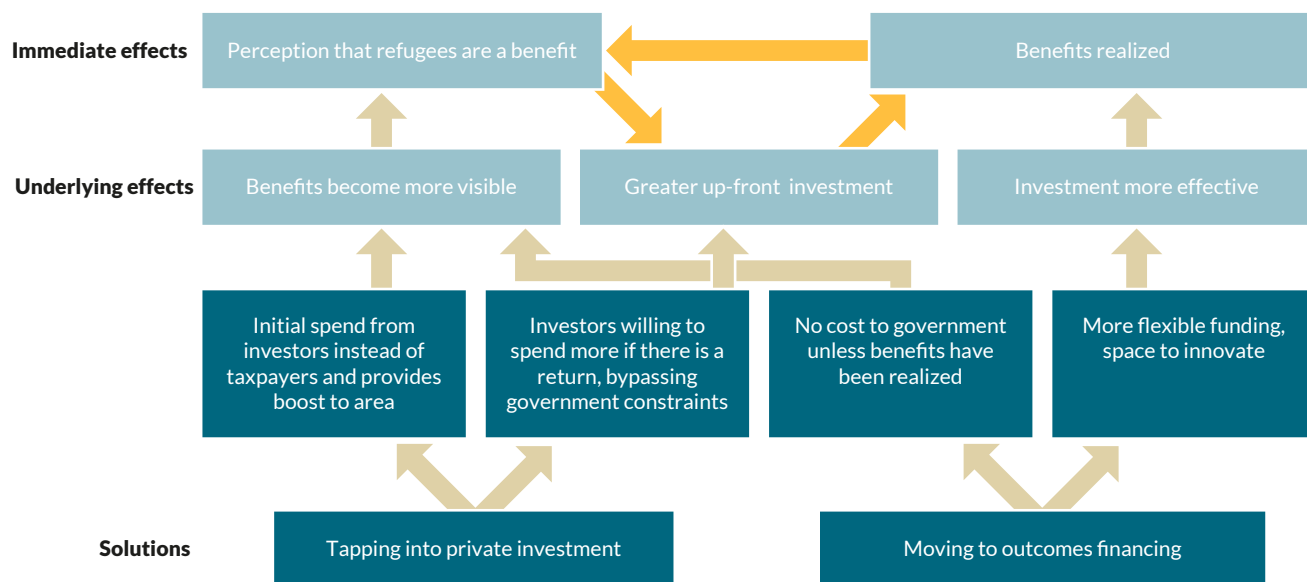 Immediate effects
Perception that refugees are a benefit
Benefits realized
Underlying effects
Benefits become more visible
Greater up-front investment
Investment more effective
Initial spend from
investors instead of
taxpayers and provides
boost to area
Investors willing to
spend more if there is a
return, bypassing
government constraints
No cost to government
unless benefits have
been realized
More flexible funding,
space to innovate
Solutions
Tapping into private investment
Moving to outcomes financing